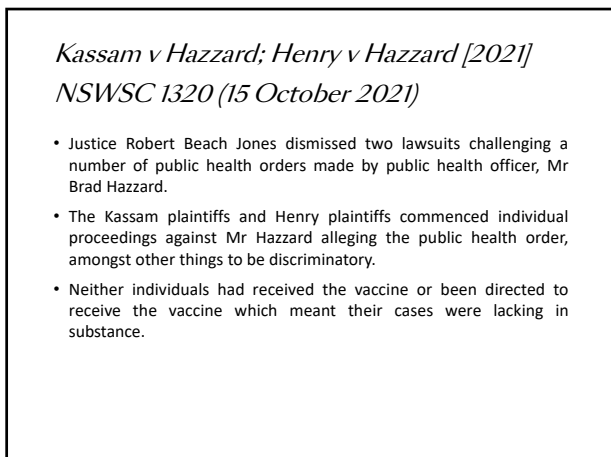 Kassam v Hazzard; Henry v Hazzard [2021]
NSWSC 1320 (15 October 2021)
• Justice Robert Beach Jones dismissed two lawsuits challenging a
number of public health orders made by public health officer, Mr
Brad Hazzard.
• The Kassam plaintiffs and Henry plaintiffs commenced individual
proceedings against Mr Hazzard alleging the public health order,
amongst other things to be discriminatory.
• Neither individuals had received the vaccine or been directed to
receive the vaccine which meant their cases were lacking in
substance.